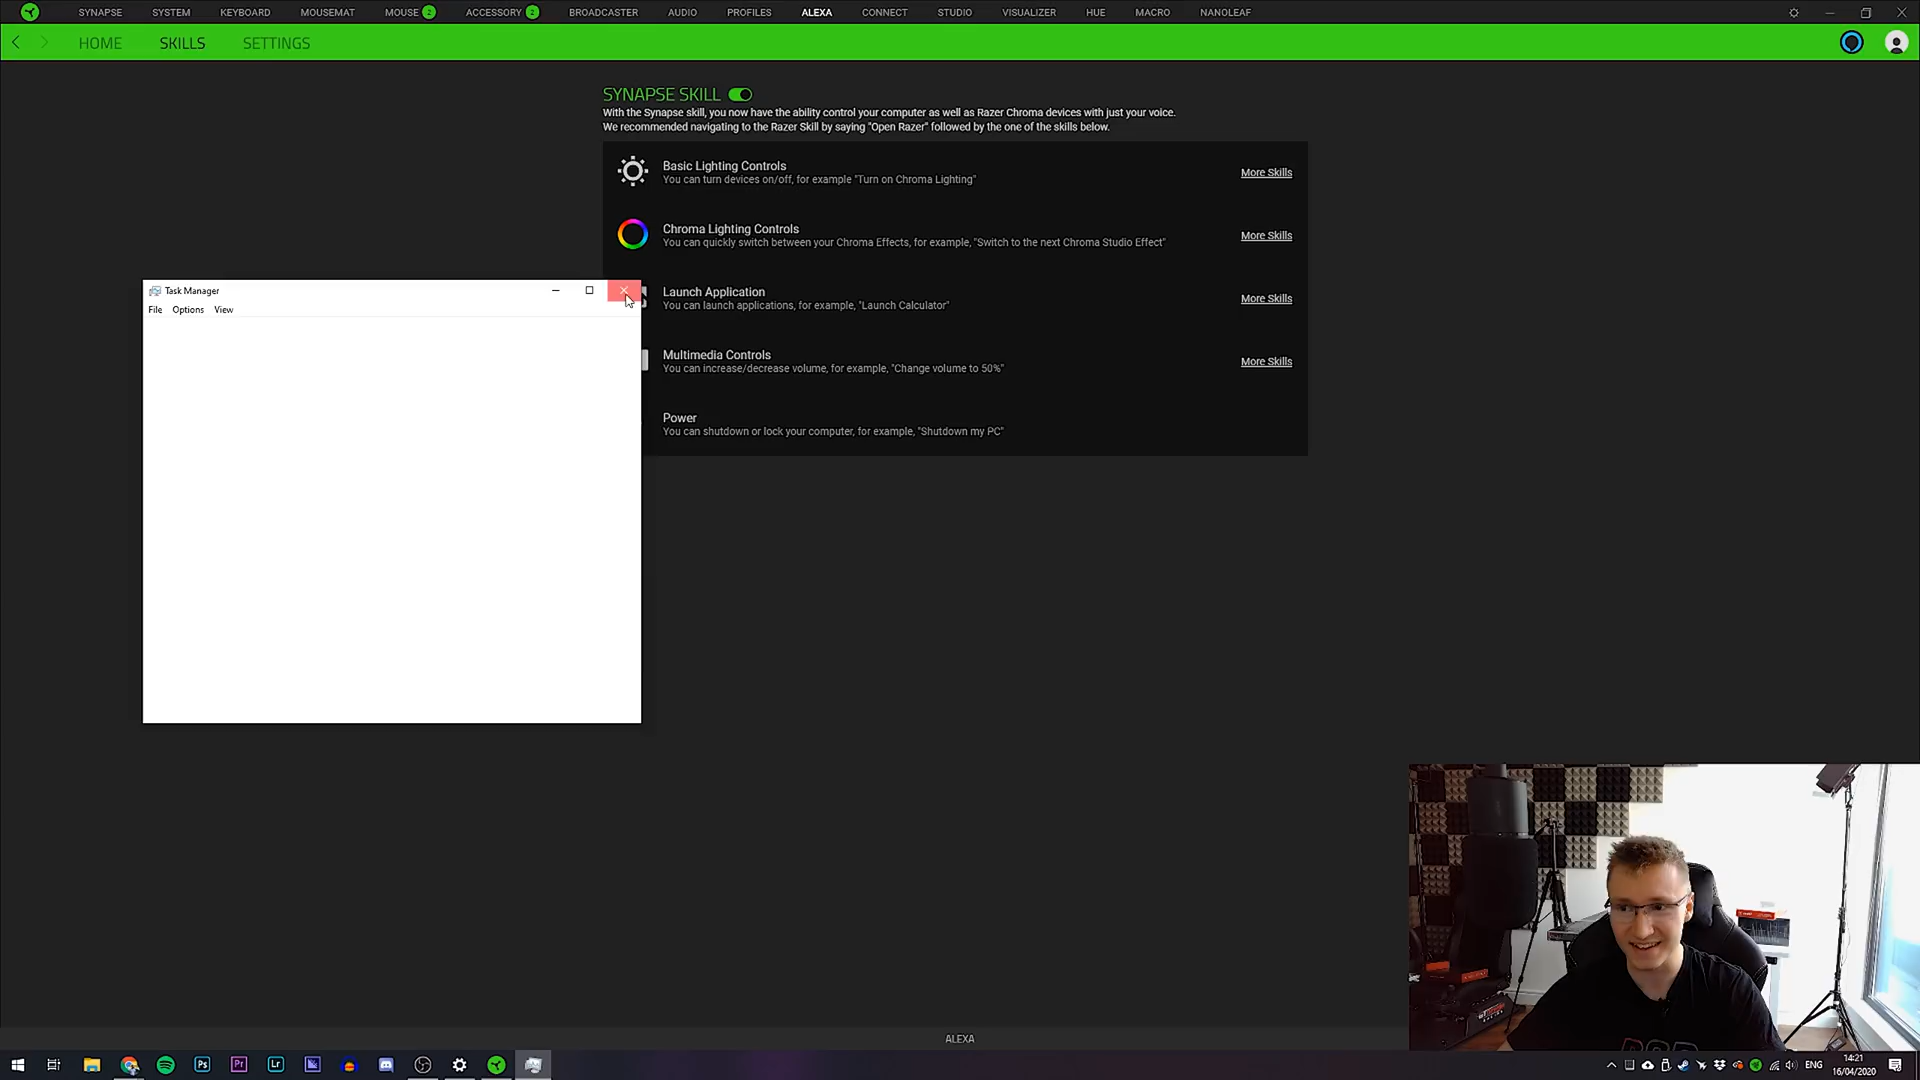 SYNAPSE SYSTEM KEYBOARD MOUSEMAT MOUSE 2 ACCESSORY 2 BROADCASTER AUDIO PROFILES ALEXA CONNECT STUDIO VISUALIZER HUE MACRO NANOLEAF
HOME SKILLS SETTINGS
SYNAPSE SKILL
With the Synapse skill, you now have the ability control your computer as well as Razer Chroma devices with just your voice.
We recommended navigating to the Razer Skill by saying "Open Razer" followed by the one of the skills below.
Basic Lighting Controls
You can turn devices on/off, for example "Turn on Chroma Lighting"
More Skills
Chroma Lighting Controls
You can quickly switch between your Chroma Effects, for example, "Switch to the next Chroma Studio Effect"
More Skills
Launch Application
You can launch applications, for example, "Launch Calculator"
More Skills
Multimedia Controls
You can increase/decrease volume, for example, "Change volume to 50%"
More Skills
Power
You can shutdown or lock your computer, for example, "Shutdown my PC"
Task Manager
File Options View
ALEXA
Ps Pr Lr
ENG
14:21
16/04/2020